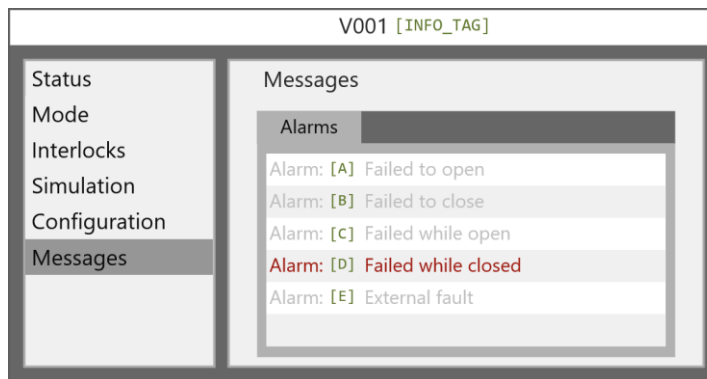 V001 [INFO_TAG]
Status
Mode
Interlocks
Simulation
Configuration
Messages
Messages
Alarms
Alarm: [A] Failed to open
Alarm: [B] Failed to close
Alarm: [C] Failed while open
Alarm: [D] Failed while closed
Alarm: [E] External fault